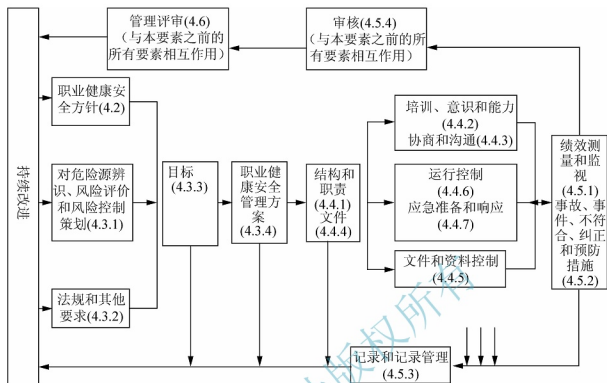 管理评审(4.6)
(与本要素之前的
所有要素相互作用)
审核(4.5.4)
(与本要素之前的所
有要素相互作用)
持续改进
职业健康安
全方针(4.2)
对危险源辨
识、风险评价
和风险控制
策划(4.3.1)
法规和其他
要求(4.3.2)
目标
(4.3.3)
职业健
康安全
管理方
案
(4.3.4)
结构和
职责
(4.4.1)
文件
(4.4.4)
培训、意识和能力
(4.4.2)
协商和沟通(4.4.3)
运行控制
(4.4.6)
应急准备和响应
(4.4.7)
文件和资料控制
(4.4.5)
绩效测
量和监
视
(4.5.1)
事故、事
件、不符
合、纠正
和预防
措施
(4.5.2)
记录和记录管理
(4.5.3)
版权所有